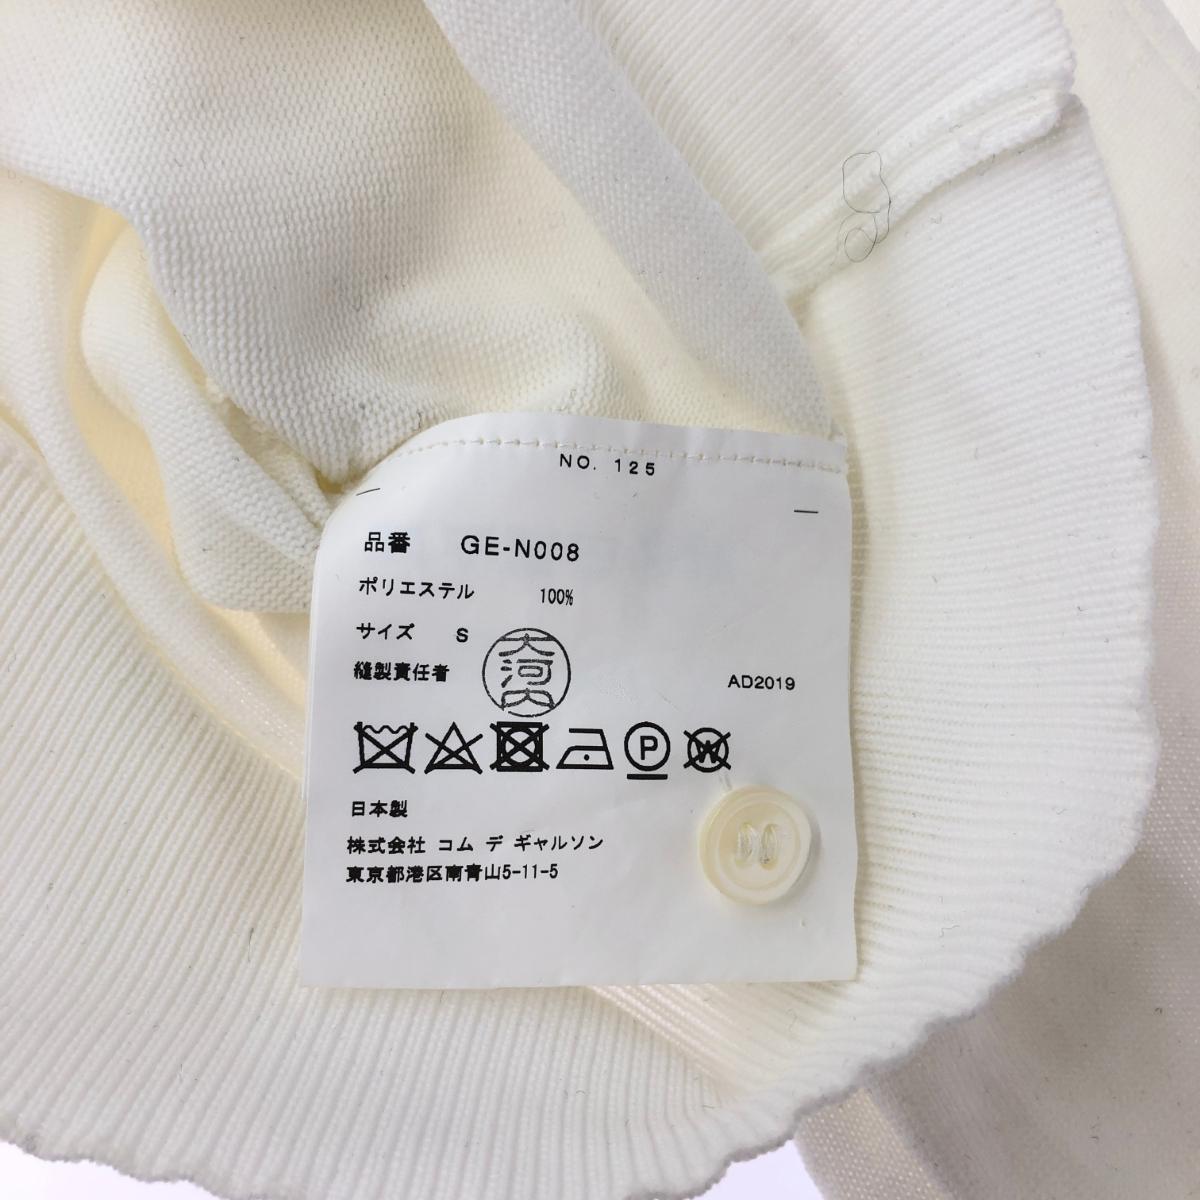 NO. 125
品番 GE-N008
ポリエステル 100%
サイズ S
縫製責任者 大河内
AD2019
P W
日本製
株式会社 コム デ ギャルソン
東京都港区南青山5-11-5